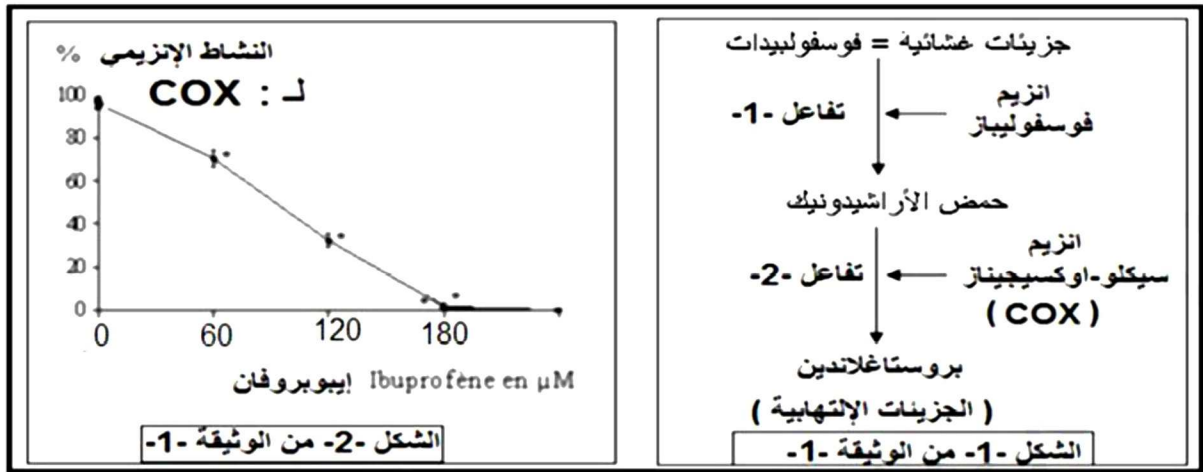 جزيئات غشائية = فوسفولبيدات
انزيم
فوسفوليباز
تفاعل -1-
حمض الأراشيدونيك
انزيم
سيكلو-اوكسيجيناز
( COX )
تفاعل -2-
بروستاغلاندين
( الجزيئات الإلتهابية )
الشكل -1- من الوثيقة -1-
% النشاط الإنزيمي
لـ : COX
100
80
60
40
20
0
0 60 120 180
إيبوبروفان Ibuprofène en µM
الشكل -2- من الوثيقة -1-